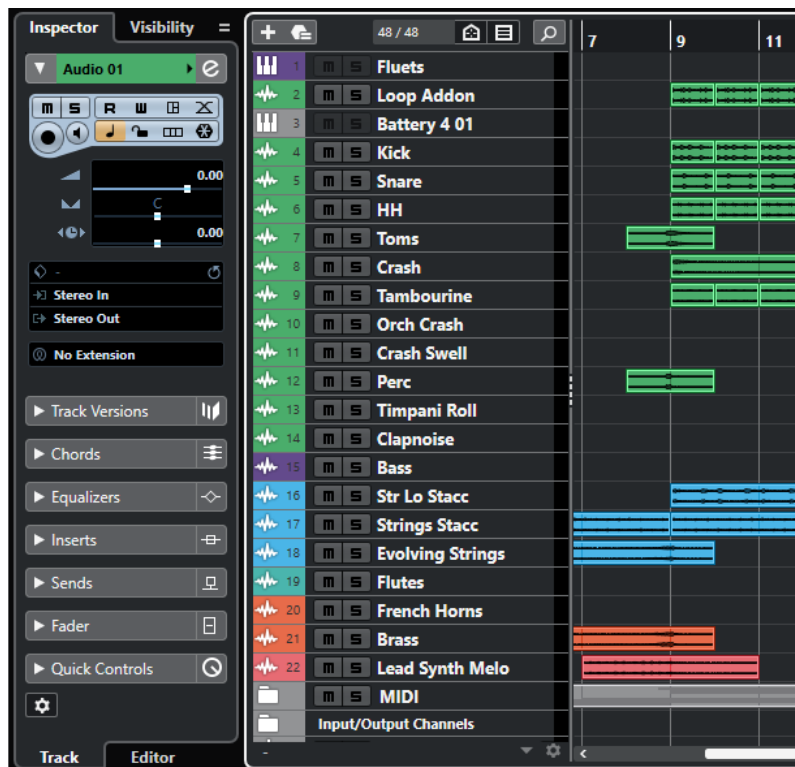 Inspector Visibility
Audio 01
e
m S R W
0.00
C
0.00
-
Stereo In
Stereo Out
No Extension
Track Versions
Chords
Equalizers
Inserts
Sends
Fader
Quick Controls
Track Editor
48 / 48
1 m S Fluets
2 m S Loop Addon
3 m S Battery 4 01
4 m S Kick
5 m S Snare
6 m S HH
7 m S Toms
8 m S Crash
9 m S Tambourine
10 m S Orch Crash
11 m S Crash Swell
12 m S Perc
13 m S Timpani Roll
14 m S Clapnoise
15 m S Bass
16 m S Str Lo Stacc
17 m S Strings Stacc
18 m S Evolving Strings
19 m S Flutes
20 m S French Horns
21 m S Brass
22 m S Lead Synth Melo
m S MIDI
Input/Output Channels
-
7 9 11